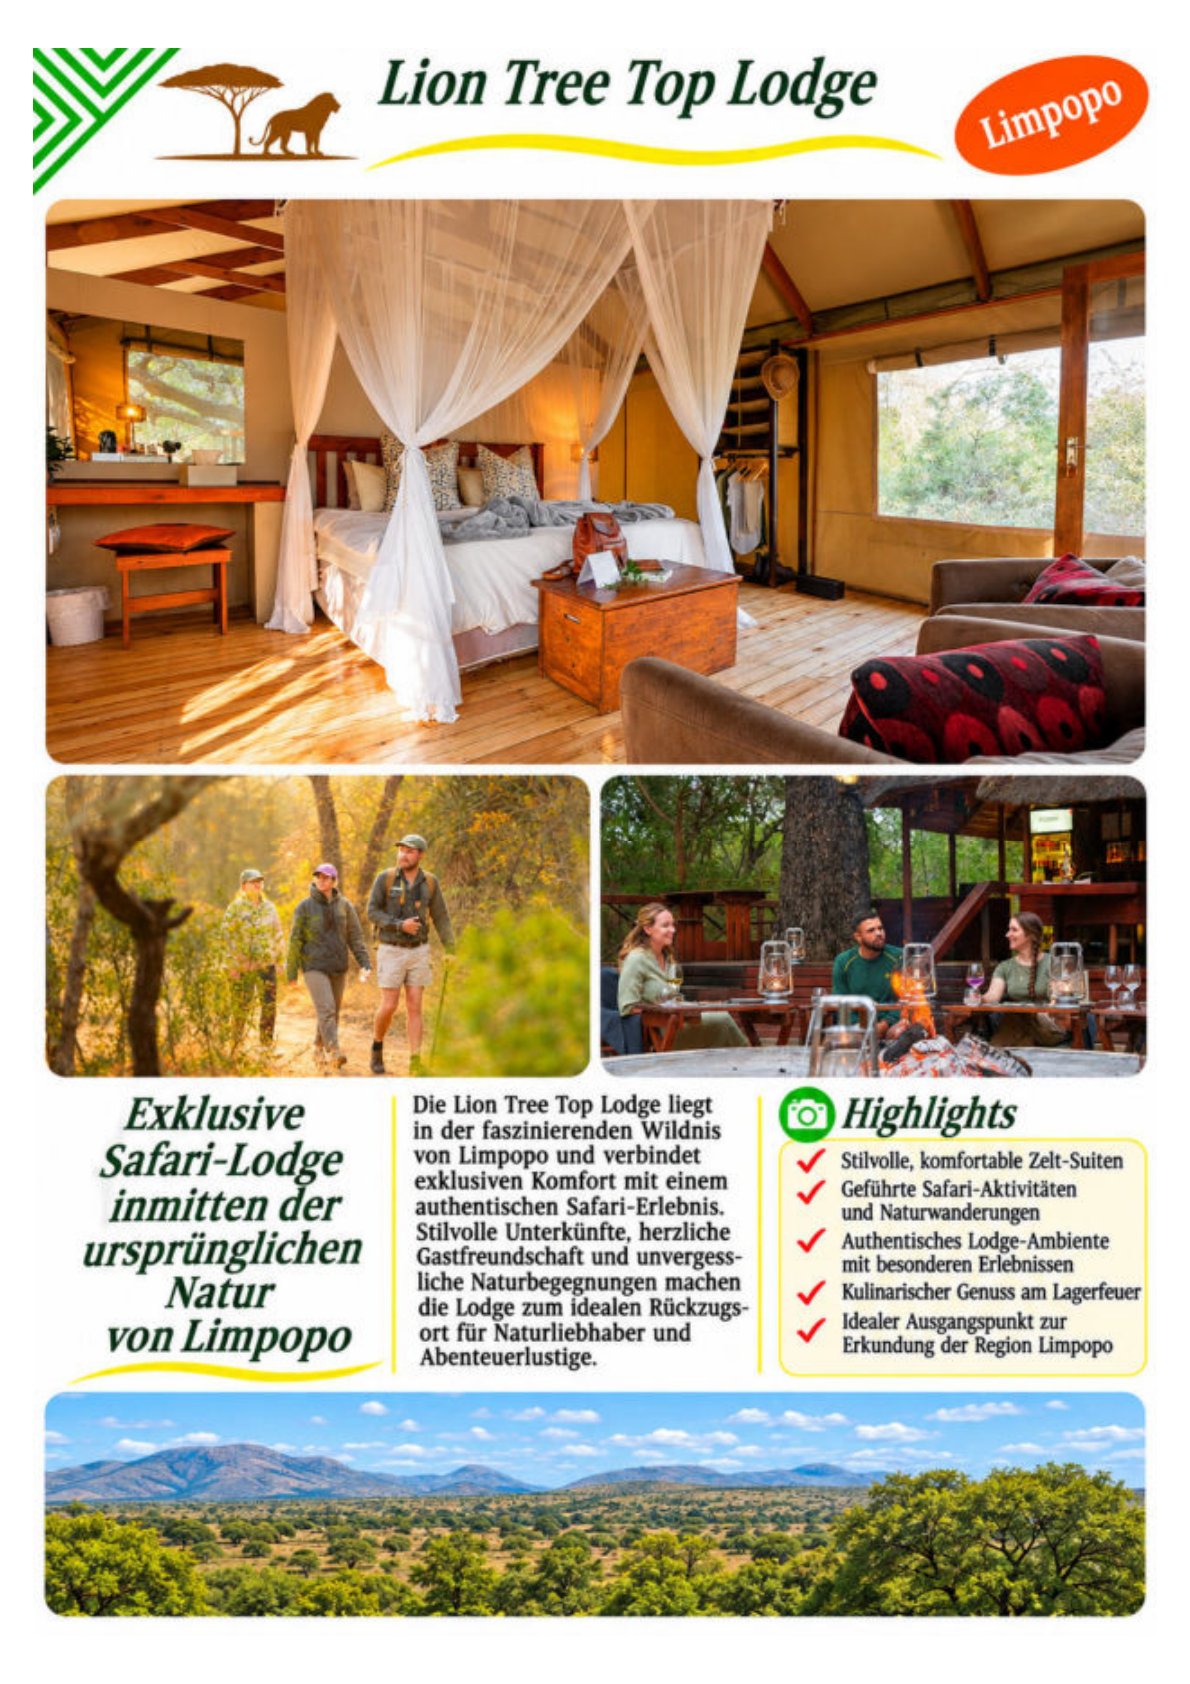 Lion Tree Top Lodge
Limpopo
Exklusive
Safari-Lodge
inmitten der
ursprünglichen
Natur
von Limpopo
Die Lion Tree Top Lodge liegt
in der faszinierenden Wildnis
von Limpopo und verbindet
exklusiven Komfort mit einem
authentischen Safari-Erlebnis.
Stilvolle Unterkünfte, herzliche
Gastfreundschaft und unvergess-
liche Naturbegegnungen machen
die Lodge zum idealen Rückzugs-
ort für Naturliebhaber und
Abenteuerlustige.
Highlights
Stilvolle, komfortable Zelt-Suiten
Geführte Safari-Aktivitäten
und Naturwanderungen
Authentisches Lodge-Ambiente
mit besonderen Erlebnissen
Kulinarischer Genuss am Lagerfeuer
Idealer Ausgangspunkt zur
Erkundung der Region Limpopo